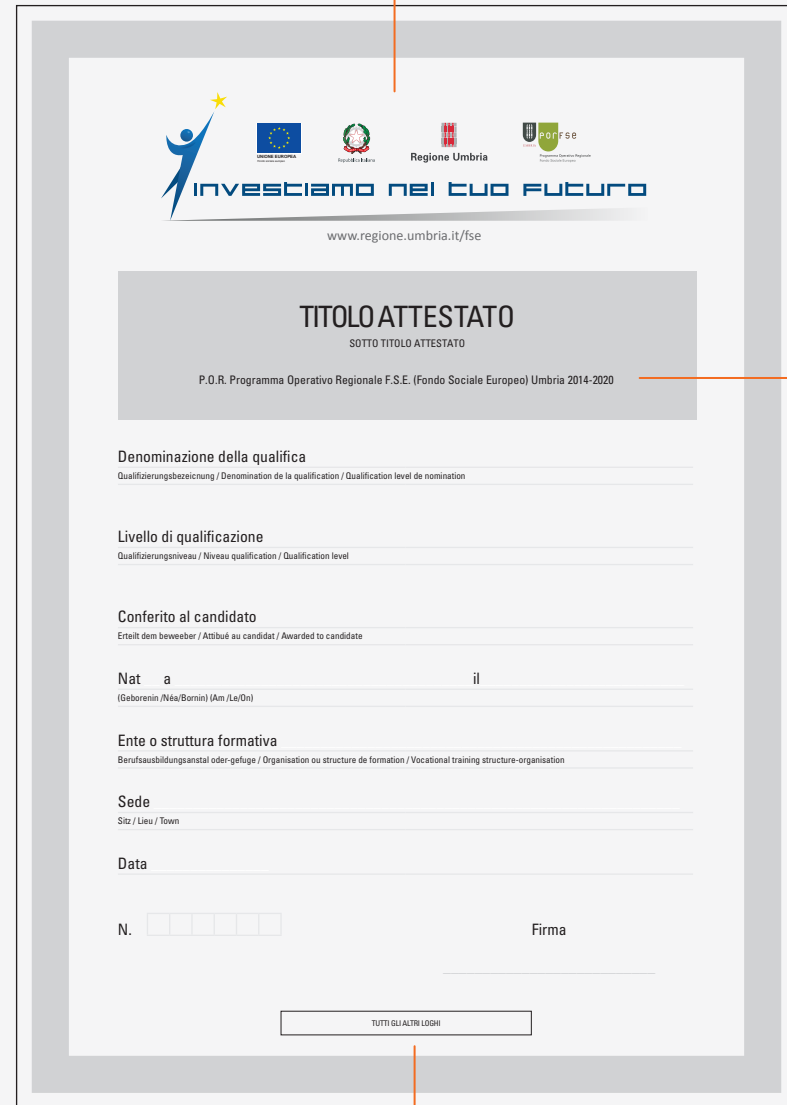 UNIONE EUROPEA
Repubblica Italiana
Regione Umbria
UMBRIA
POrFSe
Programma Operativo Regionale
Fondo Sociale Europeo
investiamo nel tuo futuro
www.regione.umbria.it/fse
TITOLO ATTESTATO
SOTTO TITOLO ATTESTATO
P.O.R. Programma Operativo Regionale F.S.E. (Fondo Sociale Europeo) Umbria 2014-2020
Denominazione della qualifica
Qualifizierungsbezeicnung / Denomination de la qualification / Qualification level de nomination
Livello di qualificazione
Qualifizierungsniveau / Niveau qualification / Qualification level
Conferito al candidato
Erteilt dem beweeber / Attibué au candidat / Awarded to candidate
Nat a il
(Geborenin /Néa/Bornin) (Am /Le/On)
Ente o struttura formativa
Berufsausbildungsanstal oder-gefuge / Organisation ou structure de formation / Vocational training structure-organisation
Sede
Sitz / Lieu / Town
Data
N. Firma
TUTTI GLI ALTRI LOGHI